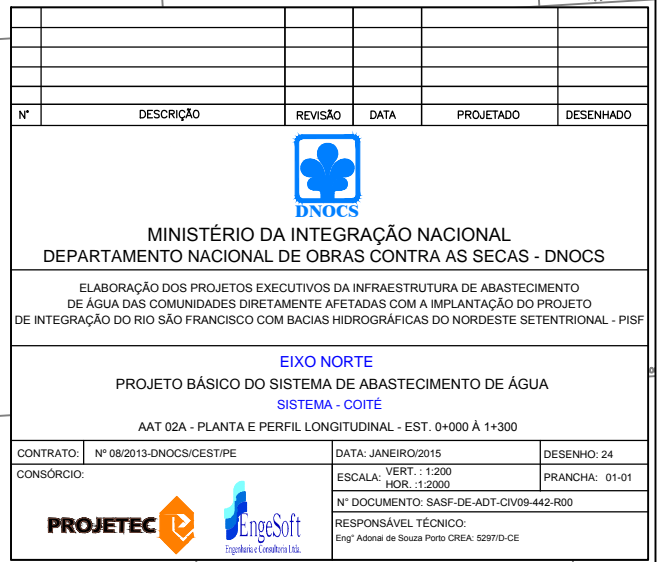 N° DESCRIÇÃO REVISÃO DATA PROJETADO DESENHADO
DNOCS
MINISTÉRIO DA INTEGRAÇÃO NACIONAL
DEPARTAMENTO NACIONAL DE OBRAS CONTRA AS SECAS - DNOCS
ELABORAÇÃO DOS PROJETOS EXECUTIVOS DA INFRAESTRUTURA DE ABASTECIMENTO
DE ÁGUA DAS COMUNIDADES DIRETAMENTE AFETADAS COM A IMPLANTAÇÃO DO PROJETO
DE INTEGRAÇÃO DO RIO SÃO FRANCISCO COM BACIAS HIDROGRÁFICAS DO NORDESTE SETENTRIONAL - PISF
EIXO NORTE
PROJETO BÁSICO DO SISTEMA DE ABASTECIMENTO DE ÁGUA
SISTEMA - COITÉ
AAT 02A - PLANTA E PERFIL LONGITUDINAL - EST. 0+000 À 1+300
CONTRATO: Nº 08/2013-DNOCS/CEST/PE
DATA: JANEIRO/2015
DESENHO: 24
CONSÓRCIO:
PROJETEC
EngeSoft
Engenharia e Consultoria Ltda.
ESCALA: VERT. : 1:200
HOR. :1:2000
PRANCHA: 01-01
N° DOCUMENTO: SASF-DE-ADT-CIV09-442-R00
RESPONSÁVEL TÉCNICO:
Engº Adonai de Souza Porto CREA: 5297/D-CE